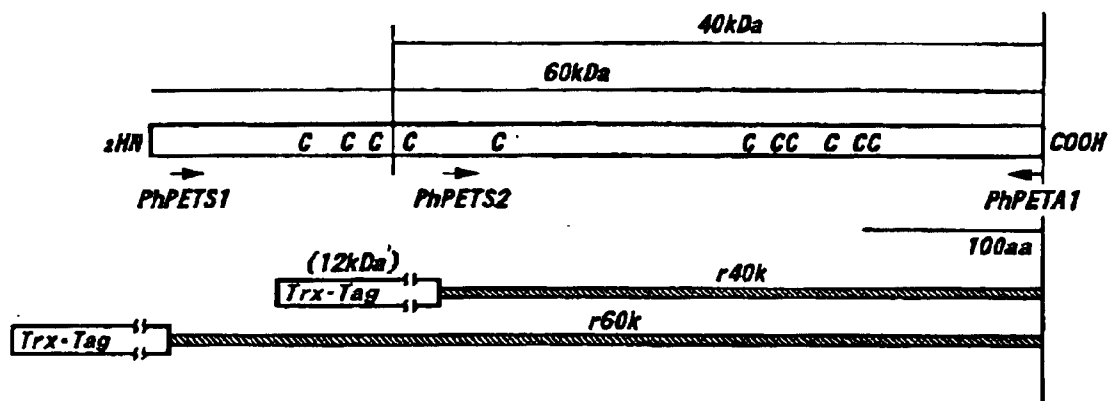 40kDa
60kDa
2HN C C C C C C CC C CC COOH
PhPETS1 PhPETS2 PhPETA1
100aa
(12kDa)
Trx-Tag r40k
Trx-Tag r60k